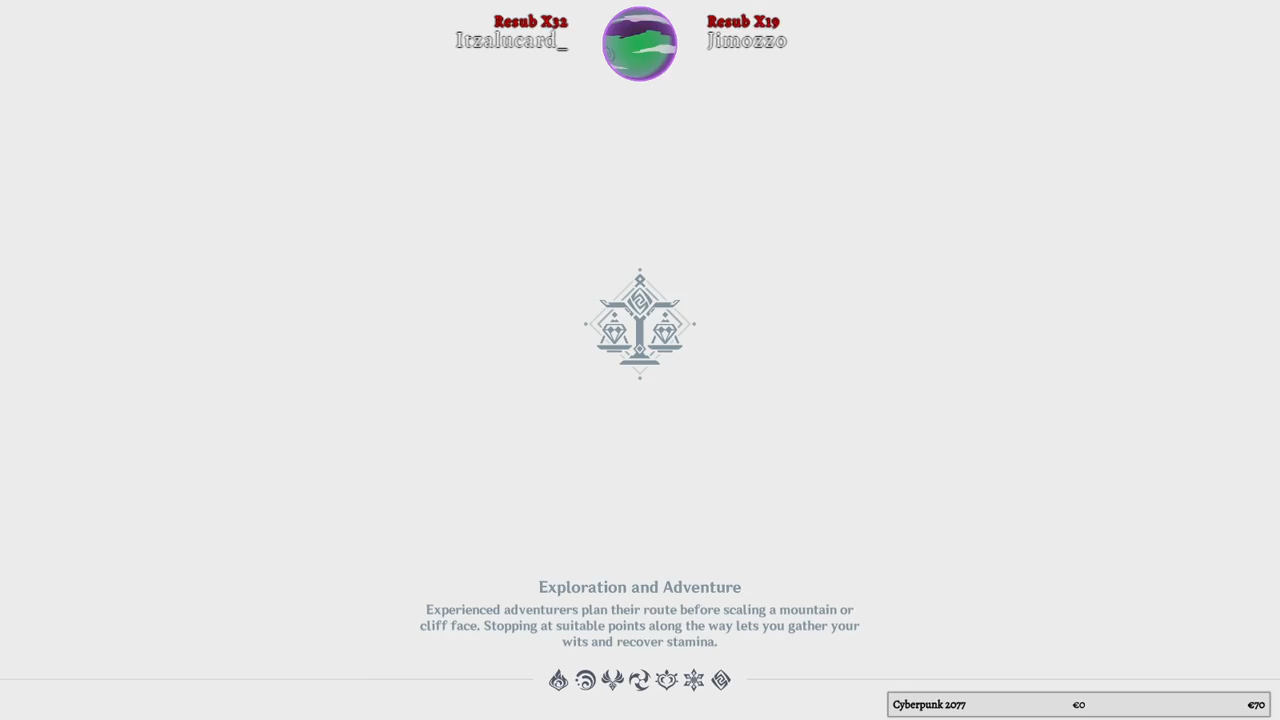 Resub X32
Itzalucard_
Resub X19
Jimozzo
Exploration and Adventure
Experienced adventurers plan their route before scaling a mountain or
cliff face. Stopping at suitable points along the way lets you gather your
wits and recover stamina.
Cyberpunk 2077 €0 €70